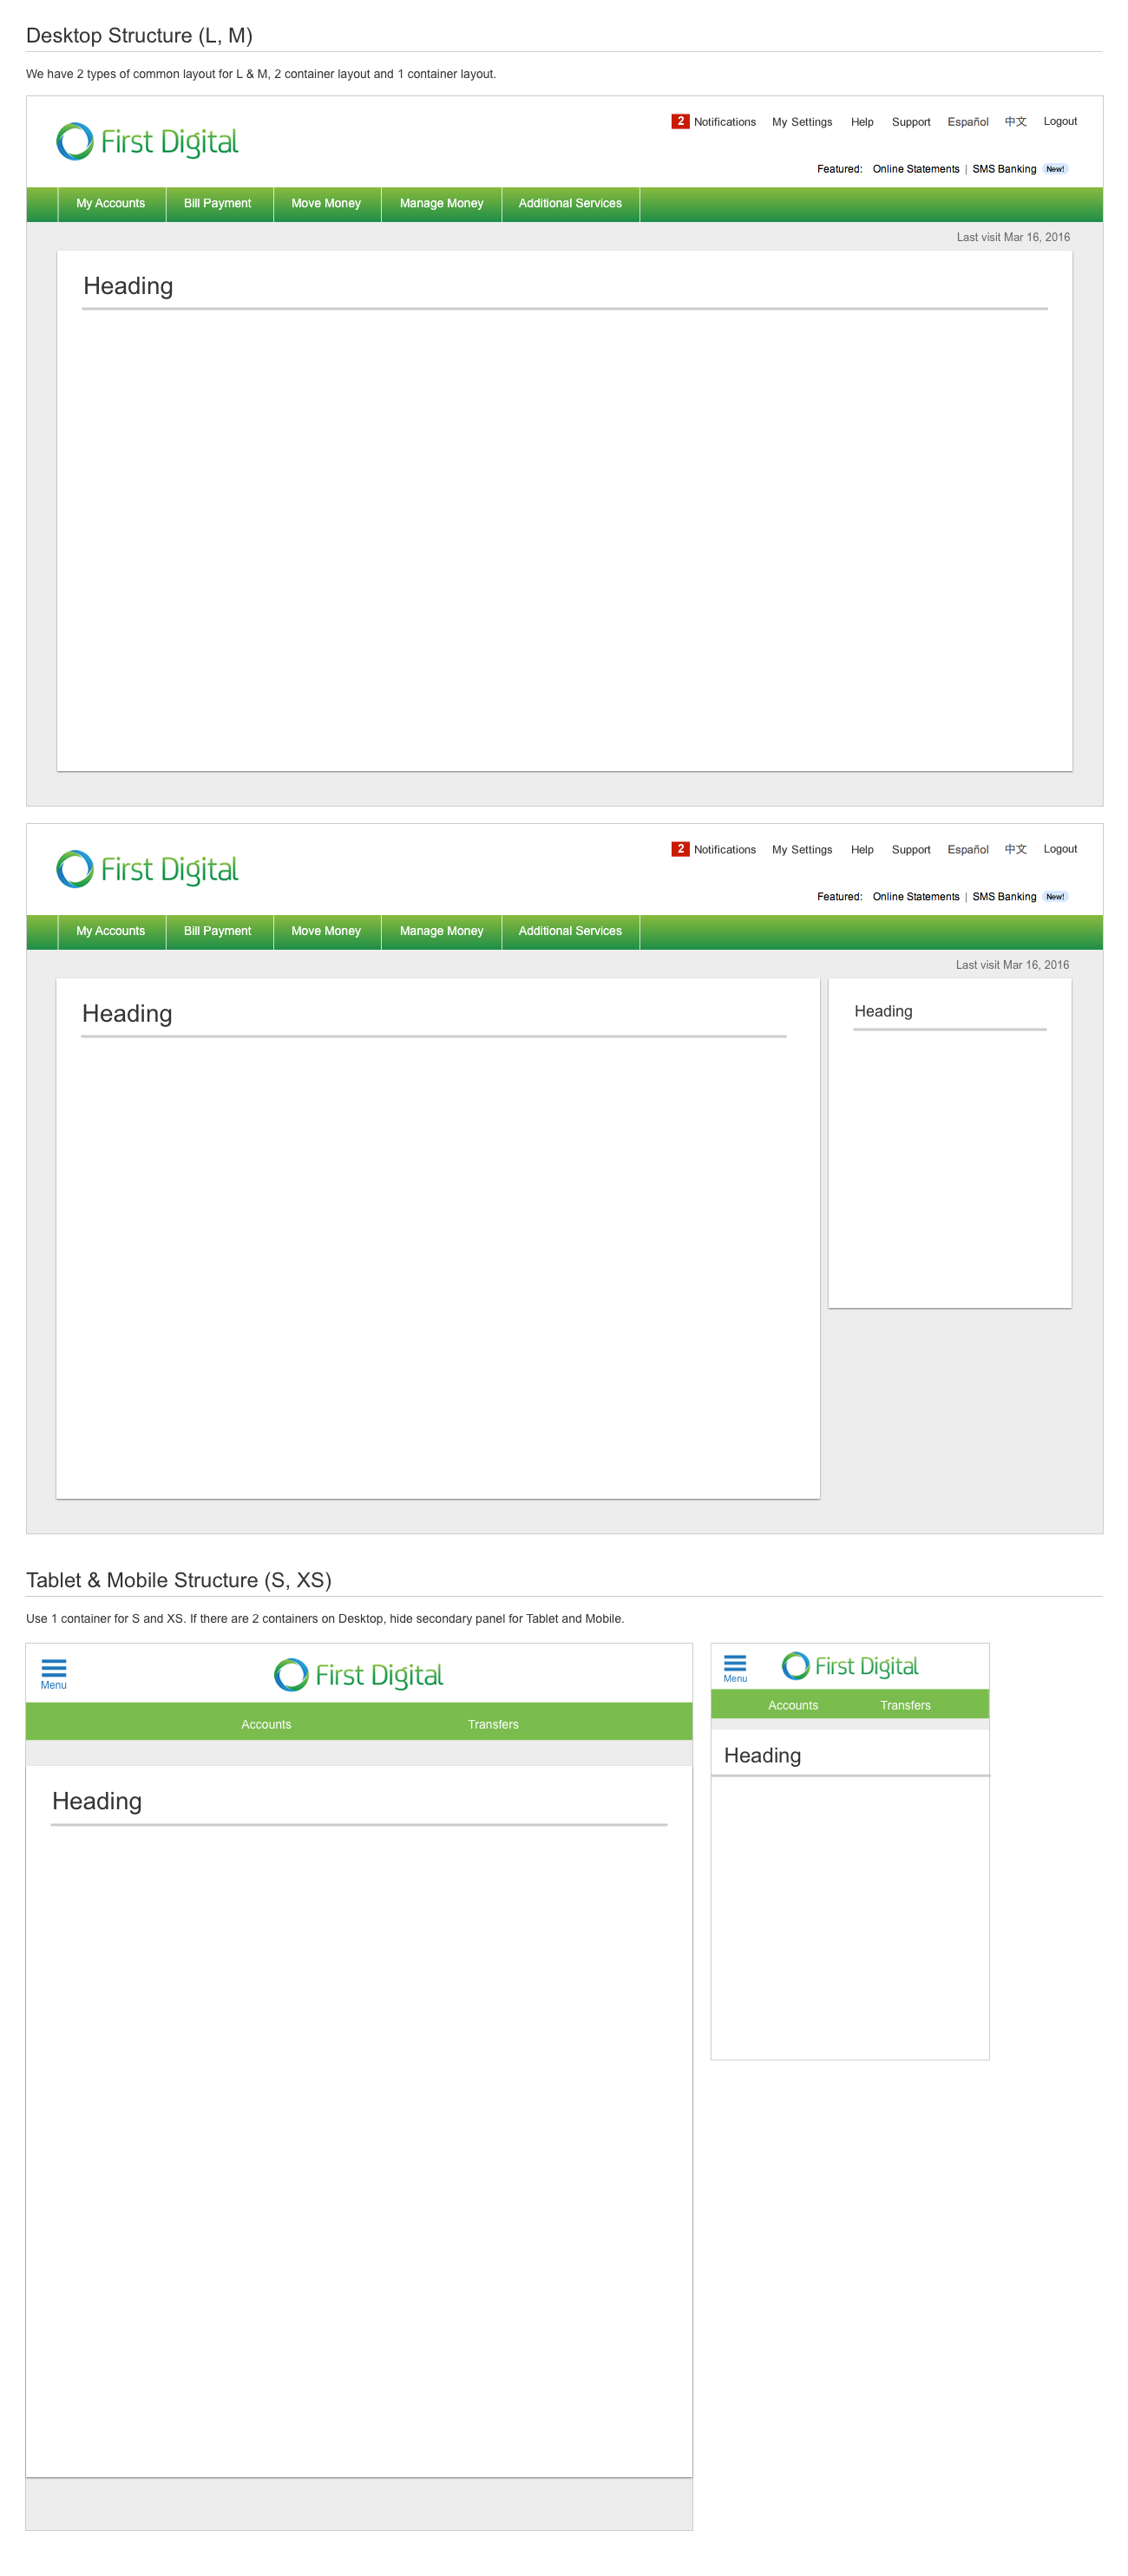 Desktop Structure (L, M)
We have 2 types of common layout for L & M, 2 container layout and 1 container layout.
First Digital
2 Notifications My Settings Help Support Español 中文 Logout
Featured: Online Statements | SMS Banking New!
My Accounts Bill Payment Move Money Manage Money Additional Services
Last visit Mar 16, 2016
Heading
First Digital
2 Notifications My Settings Help Support Español 中文 Logout
Featured: Online Statements | SMS Banking New!
My Accounts Bill Payment Move Money Manage Money Additional Services
Last visit Mar 16, 2016
Heading
Heading
Tablet & Mobile Structure (S, XS)
Use 1 container for S and XS. If there are 2 containers on Desktop, hide secondary panel for Tablet and Mobile.
Menu
First Digital
Accounts Transfers
Heading
Menu
First Digital
Accounts Transfers
Heading